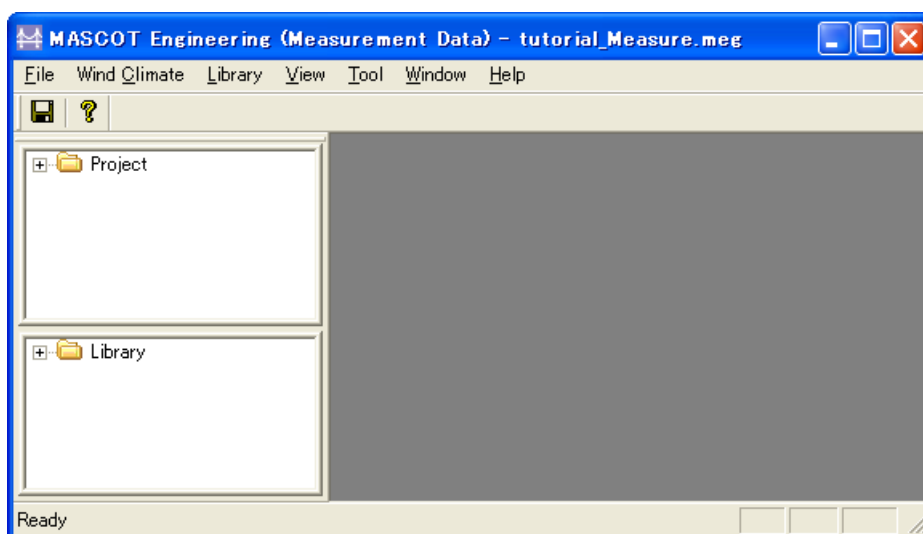 MASCOT Engineering (Measurement Data) - tutorial_Measure.meg
File Wind Climate Library View Tool Window Help
Project
Library
Ready